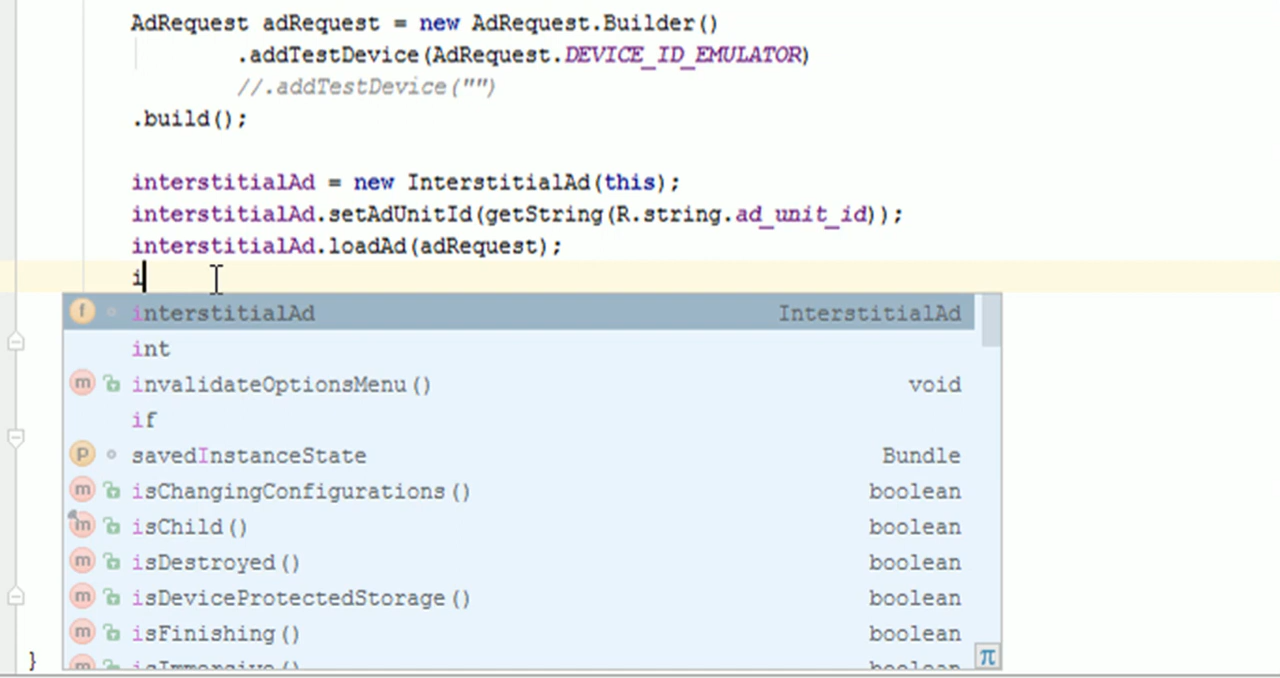 AdRequest adRequest = new AdRequest.Builder()
.addTestDevice(AdRequest.DEVICE_ID_EMULATOR)
//.addTestDevice("")
.build();
interstitialAd = new InterstitialAd(this);
interstitialAd.setAdUnitId(getString(R.string.ad_unit_id));
interstitialAd.loadAd(adRequest);
i
f interstitialAd InterstitialAd
int
m invalidateOptionsMenu() void
if
p savedInstanceState Bundle
m isChangingConfigurations() boolean
m isChild() boolean
m isDestroyed() boolean
m isDeviceProtectedStorage() boolean
m isFinishing() boolean
m isImmersive() boolean
}
π